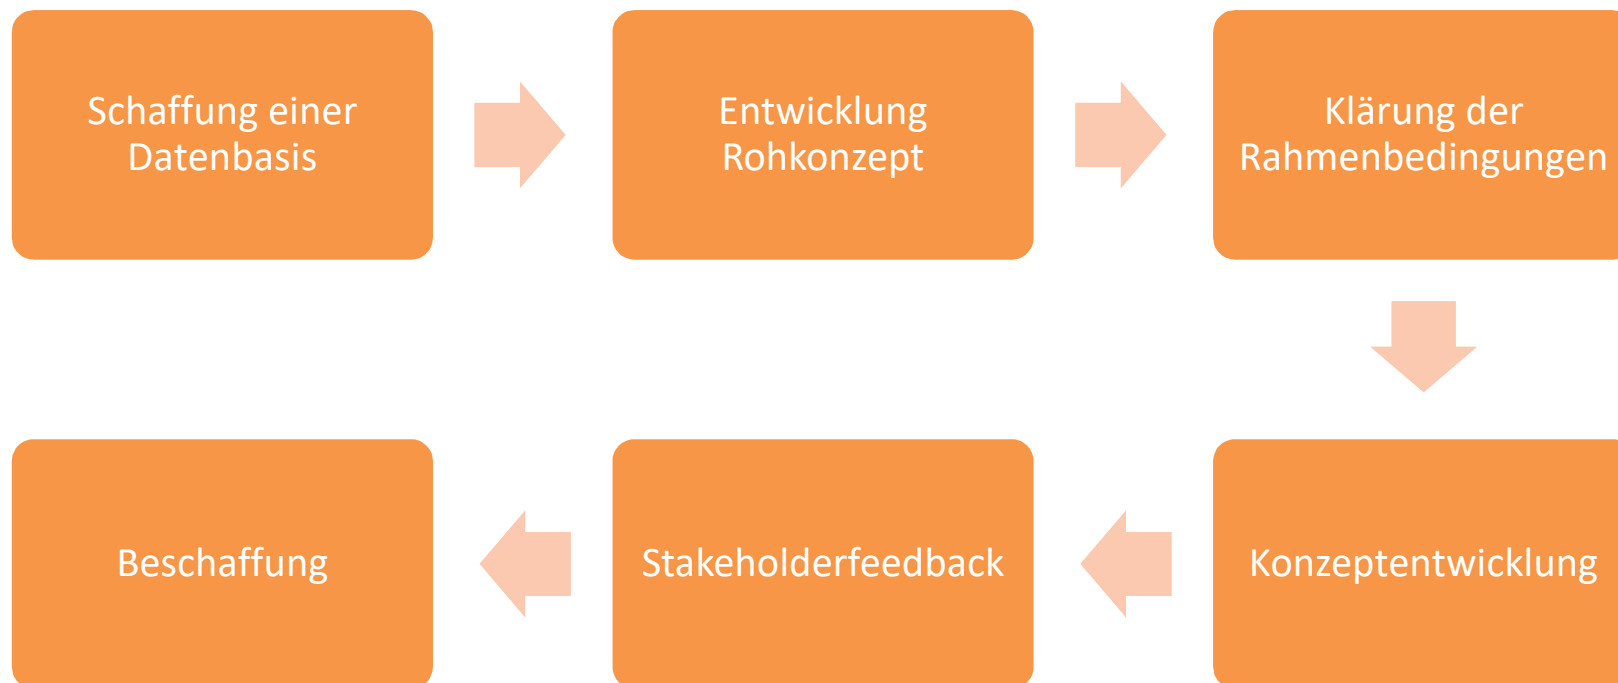 Schaffung einer
Datenbasis
Entwicklung
Rohkonzept
Klärung der
Rahmenbedingungen
Konzeptentwicklung
Stakeholderfeedback
Beschaffung